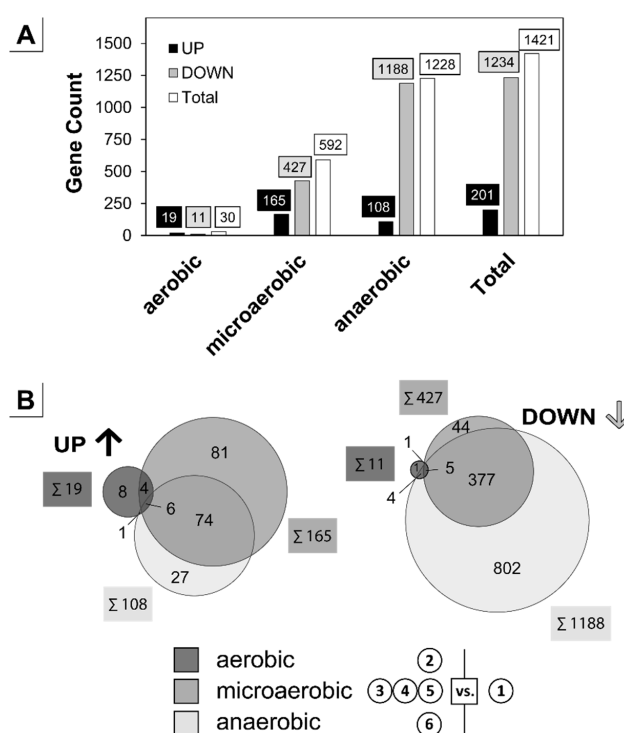 A
Gene Count
1500
1250
1000
750
500
250
0
UP
DOWN
Total
19
11
30
165
427
592
108
1188
1228
201
1234
1421
aerobic
microaerobic
anaerobic
Total
B
UP ↑
∑ 19
8
4
81
6
74
1
27
∑ 165
∑ 108
∑ 427
DOWN ↓
44
1
∑ 11
1
5
377
4
802
∑ 1188
aerobic ②
microaerobic ③ ④ ⑤ vs. ①
anaerobic ⑥